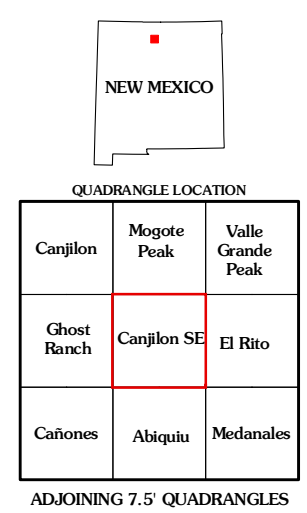 NEW MEXICO
QUADRANGLE LOCATION
Canjilon
Mogote
Peak
Valle
Grande
Peak
Ghost
Ranch
Canjilon SE
El Rito
Cañones
Abiquiu
Medanales
ADJOINING 7.5' QUADRANGLES